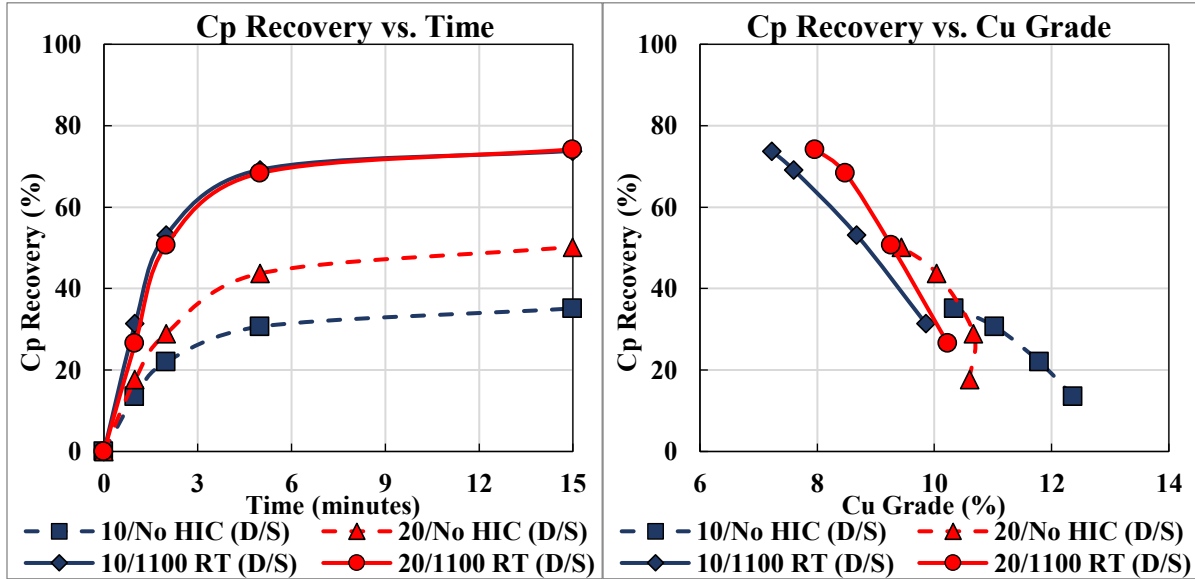 Cp Recovery vs. Time
Cp Recovery (%)
100
80
60
40
20
0
0 3 6 9 12 15
Time (minutes)
10/No HIC (D/S) 20/No HIC (D/S)
10/1100 RT (D/S) 20/1100 RT (D/S)
Cp Recovery vs. Cu Grade
Cp Recovery (%)
100
80
60
40
20
0
6 8 10 12 14
Cu Grade (%)
10/No HIC (D/S) 20/No HIC (D/S)
10/1100 RT (D/S) 20/1100 RT (D/S)